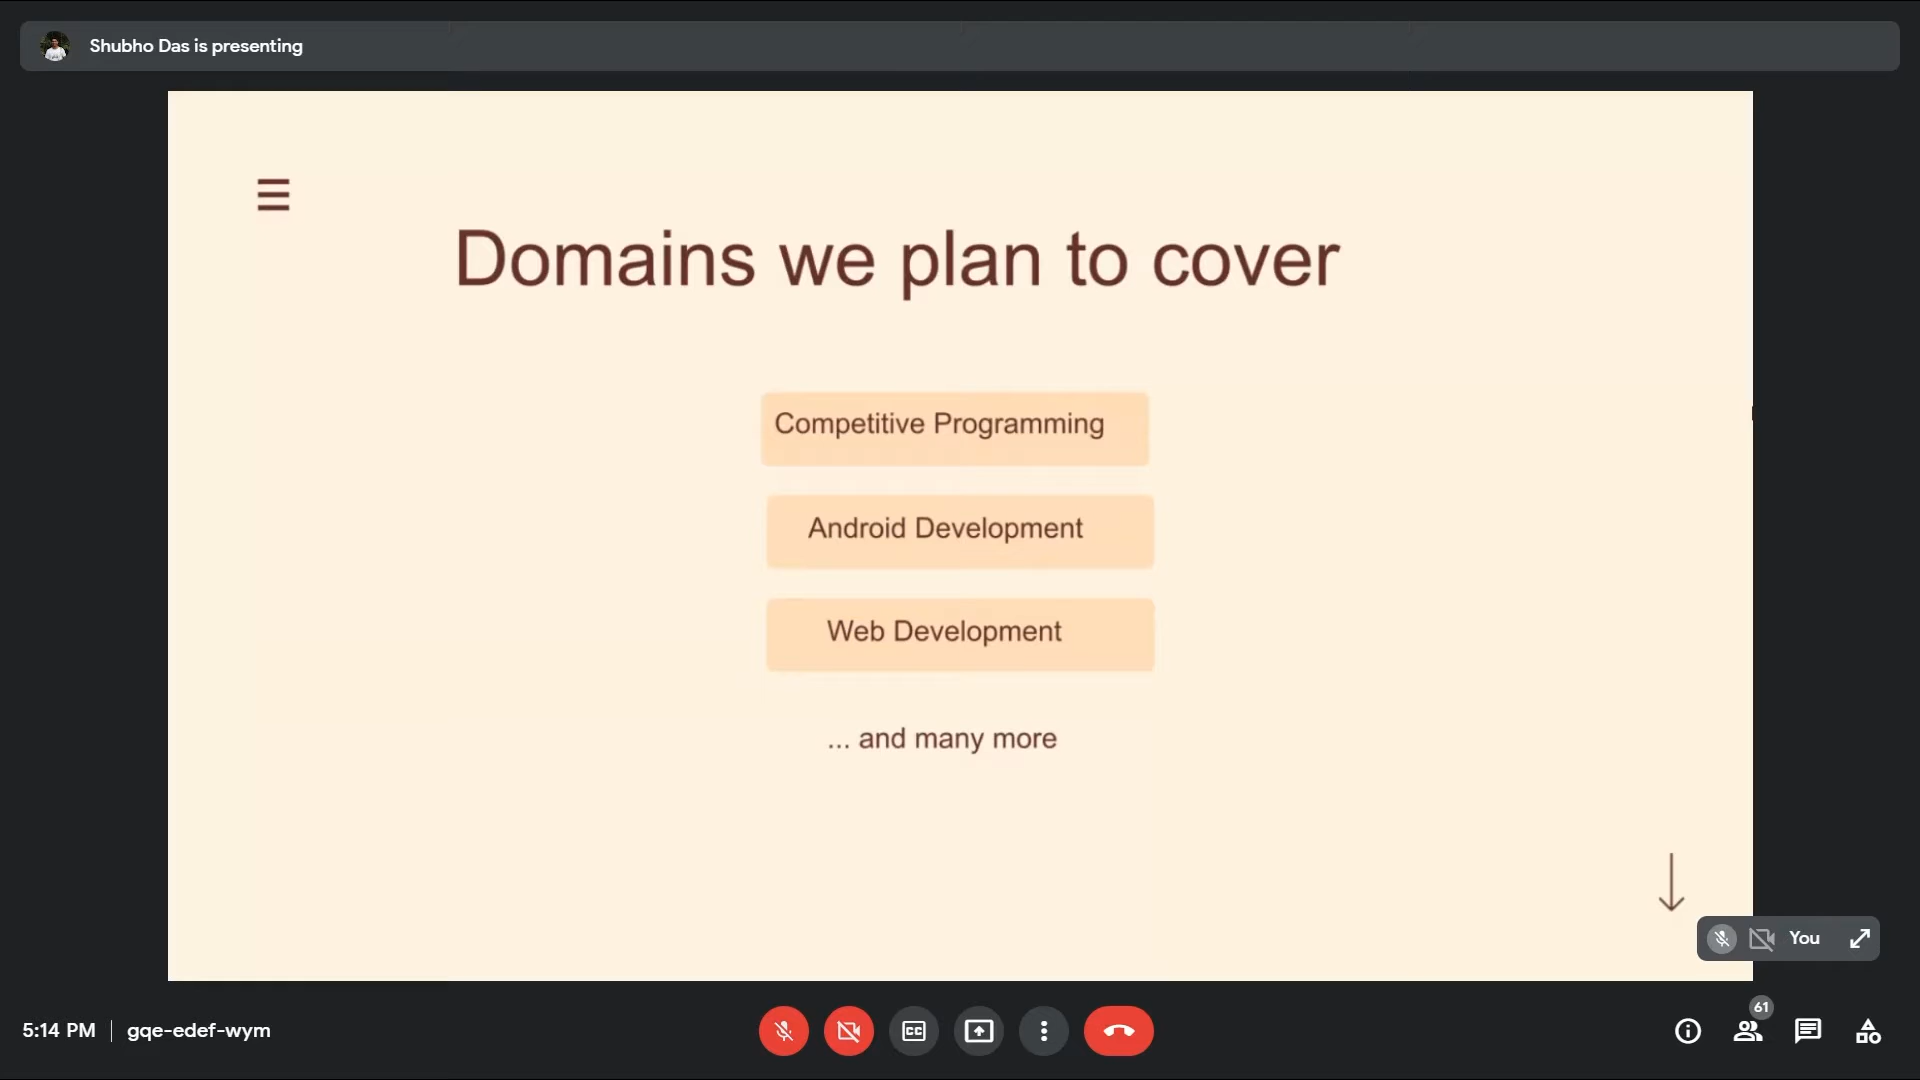 Shubho Das is presenting
Domains we plan to cover
Competitive Programming
Android Development
Web Development
... and many more
You
5:14 PM | gqe-edef-wym
CC
61